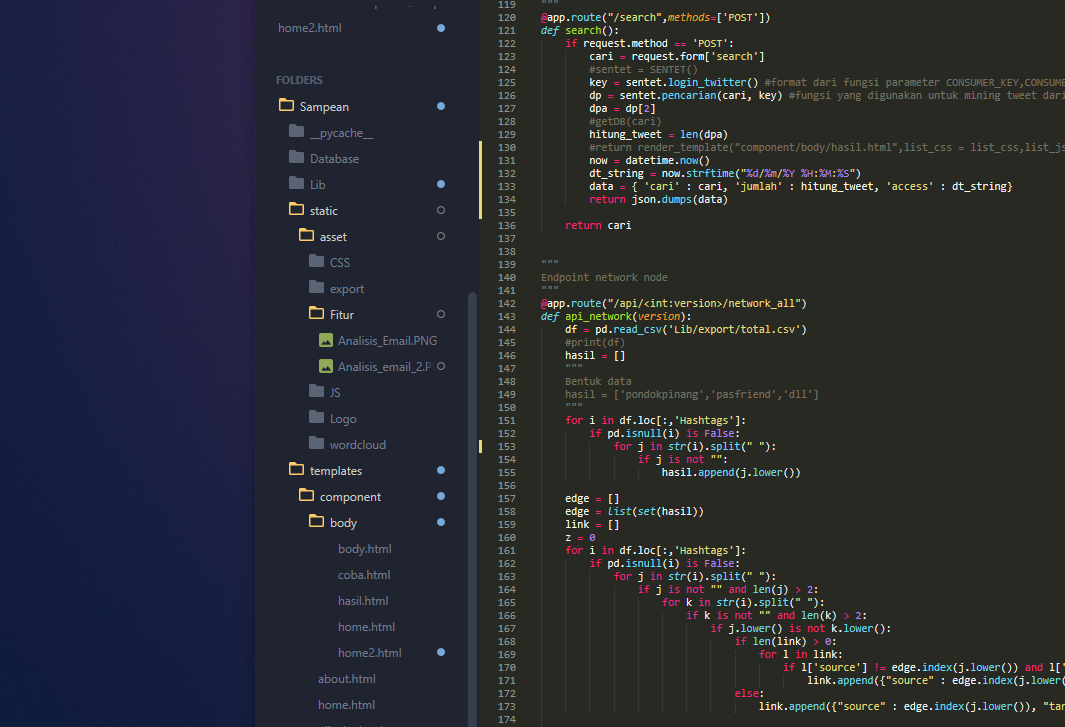 home2.html
FOLDERS
Sampean
__pycache__
Database
Lib
static
asset
CSS
export
Fitur
Analisis_Email.PNG
Analisis_email_2.P
JS
Logo
wordcloud
templates
component
body
body.html
coba.html
hasil.html
home.html
home2.html
about.html
home.html
119 """
120 @app.route("/search",methods=['POST'])
121 def search():
122     if request.method == 'POST':
123         cari = request.form['search']
124         #sentet = SENTET()
125         key = sentet.login_twitter() #format dari fungsi parameter CONSUMER_KEY,CONSUME
126         dp = sentet.pencarian(cari, key) #fungsi yang digunakan untuk mining tweet dari
127         dpa = dp[2]
128         #getDB(cari)
129         hitung_tweet = len(dpa)
130         #return render_template("component/body/hasil.html",list_css = list_css,list_js
131         now = datetime.now()
132         dt_string = now.strftime("%d/%m/%Y %H:%M:%S")
133         data = { 'cari' : cari, 'jumlah' : hitung_tweet, 'access' : dt_string}
134         return json.dumps(data)
135
136     return cari
137
138
139 """
140 Endpoint network node
141 """
142 @app.route("/api/<int:version>/network_all")
143 def api_network(version):
144     df = pd.read_csv('Lib/export/total.csv')
145     #print(df)
146     hasil = []
147     """
148     Bentuk data
149     hasil = ['pondokpinang','pasfriend','dll']
150     """
151     for i in df.loc[:,'Hashtags']:
152         if pd.isnull(i) is False:
153             for j in str(i).split(" "):
154                 if j is not "":
155                     hasil.append(j.lower())
156
157     edge = []
158     edge = list(set(hasil))
159     link = []
160     z = 0
161     for i in df.loc[:,'Hashtags']:
162         if pd.isnull(i) is False:
163             for j in str(i).split(" "):
164                 if j is not "" and len(j) > 2:
165                     for k in str(i).split(" "):
166                         if k is not "" and len(k) > 2:
167                             if j.lower() is not k.lower():
168                                 if len(link) > 0:
169                                     for l in link:
170                                         if l['source'] != edge.index(j.lower()) and l['
171                                             link.append({"source" : edge.index(j.lower(
172                                 else:
173                                     link.append({"source" : edge.index(j.lower()), "tar
174